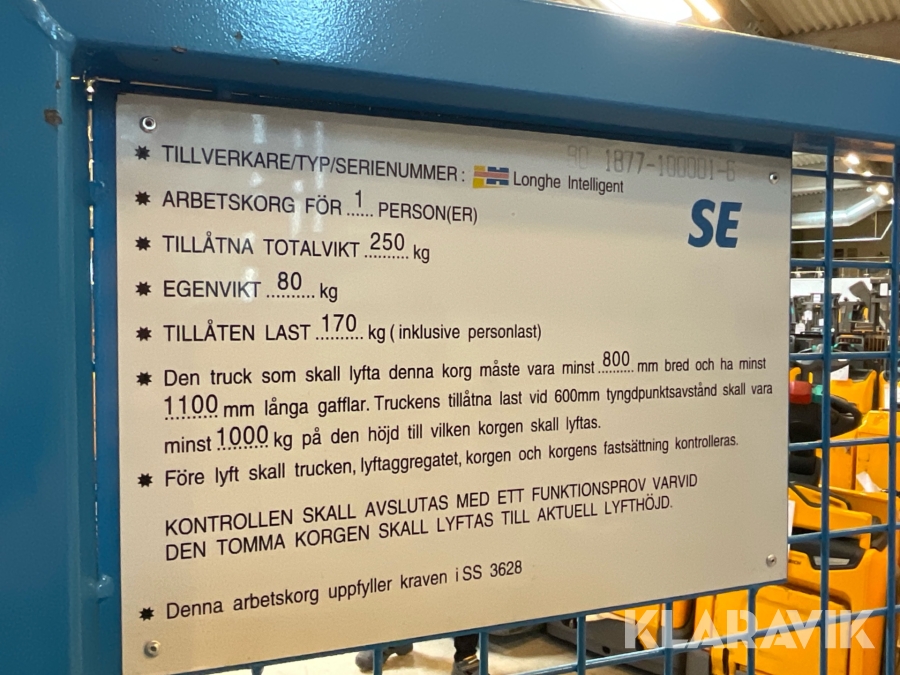 ✷ TILLVERKARE/TYP/SERIENUMMER: Longhe Intelligent 90 1877-100001-6
✷ ARBETSKORG FÖR ...1... PERSON(ER)
SE
✷ TILLÅTNA TOTALVIKT 250 kg
✷ EGENVIKT 80 kg
✷ TILLÅTEN LAST 170 kg ( inklusive personlast)
✷ Den truck som skall lyfta denna korg måste vara minst 800 mm bred och ha minst
1100 mm långa gafflar. Truckens tillåtna last vid 600mm tyngdpunktsavstånd skall vara
minst 1000 kg på den höjd till vilken korgen skall lyftas.
✷ Före lyft skall trucken, lyftaggregatet, korgen och korgens fastsättning kontrolleras.
KONTROLLEN SKALL AVSLUTAS MED ETT FUNKTIONSPROV VARVID
DEN TOMMA KORGEN SKALL LYFTAS TILL AKTUELL LYFTHÖJD.
✷ Denna arbetskorg uppfyller kraven i SS 3628
KLARAVIK